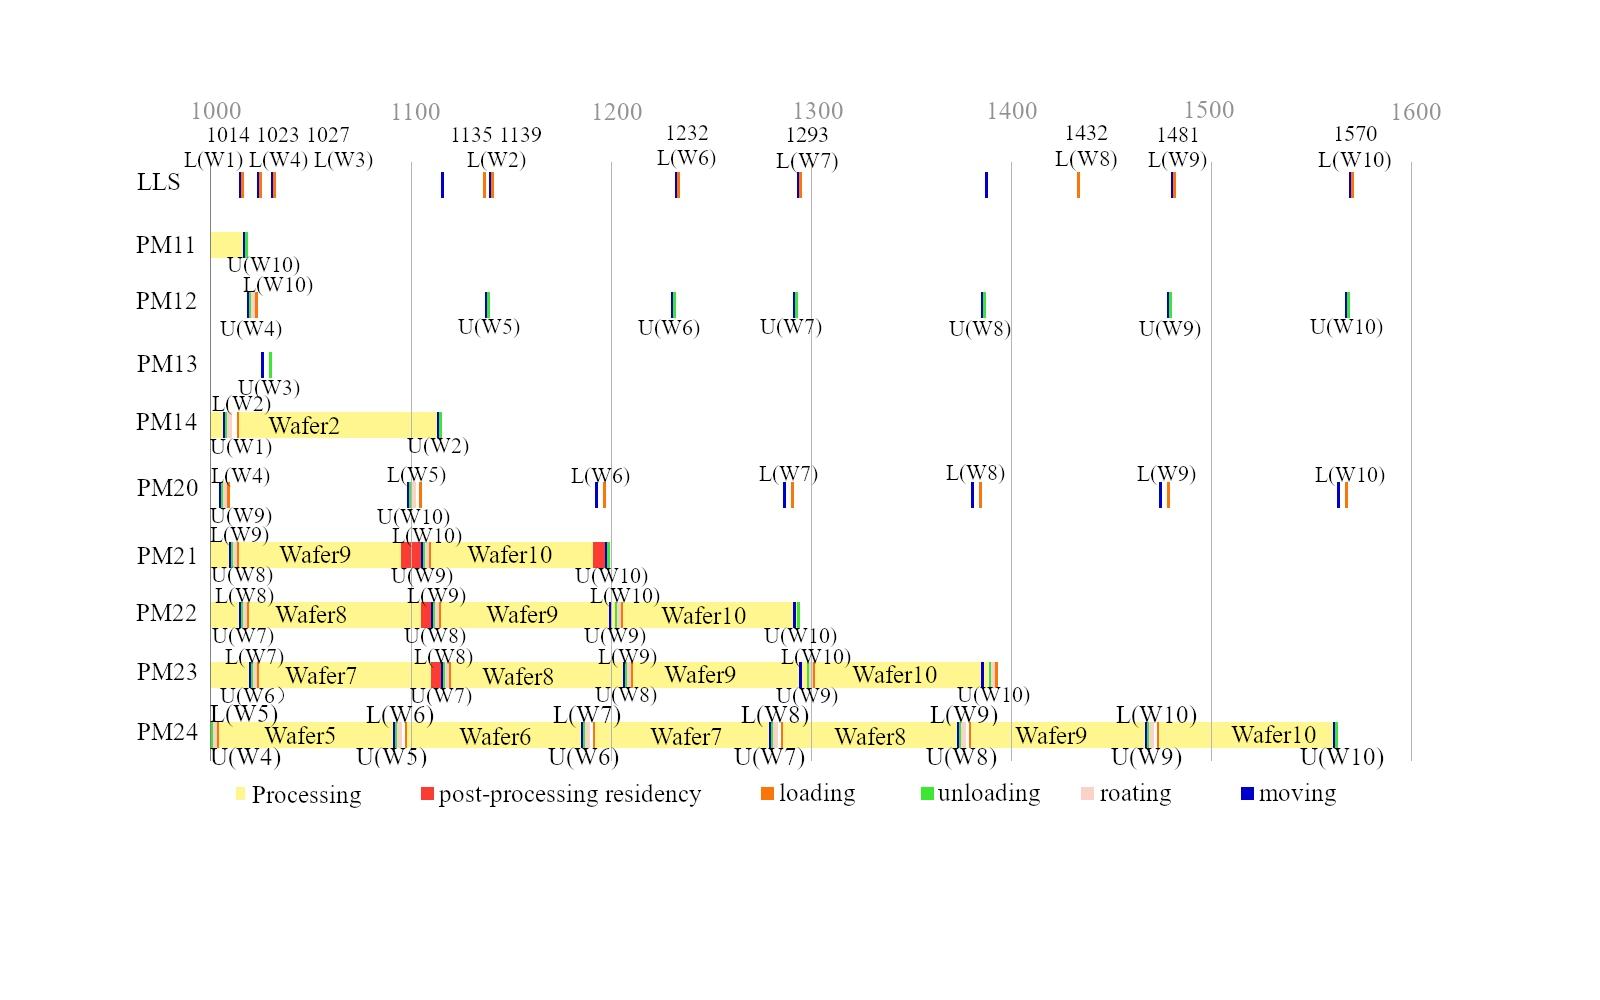 1000 1100 1200 1300 1400 1500 1600
1014 1023 1027 1135 1139 1232 1293 1432 1481 1570
L(W1) L(W4) L(W3) L(W2) L(W6) L(W7) L(W8) L(W9) L(W10)
LLS
PM11
U(W10)
L(W10)
PM12
U(W4) U(W5) U(W6) U(W7) U(W8) U(W9) U(W10)
PM13
U(W3)
L(W2)
PM14 Wafer2
U(W1) U(W2)
L(W4) L(W5) L(W6) L(W7) L(W8) L(W9) L(W10)
PM20
U(W9) U(W10)
L(W9) L(W10)
PM21 Wafer9 Wafer10
U(W8) U(W9) U(W10)
L(W8) L(W9) L(W10)
PM22 Wafer8 Wafer9 Wafer10
U(W7) U(W8) U(W9) U(W10)
L(W7) L(W8) L(W9) L(W10)
PM23 Wafer7 Wafer8 Wafer9 Wafer10
U(W6) U(W7) U(W8) U(W9) U(W10)
L(W5) L(W6) L(W7) L(W8) L(W9) L(W10)
PM24 Wafer5 Wafer6 Wafer7 Wafer8 Wafer9 Wafer10
U(W4) U(W5) U(W6) U(W7) U(W8) U(W9) U(W10)
Processing post-processing residency loading unloading roating moving